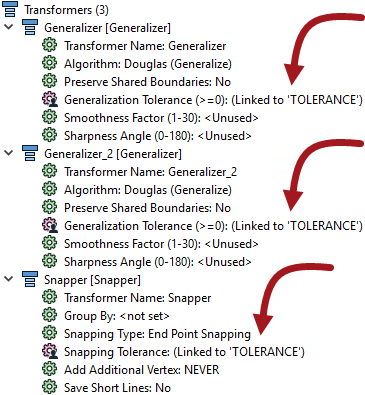 Transformers (3)
Generalizer [Generalizer]
Transformer Name: Generalizer
Algorithm: Douglas (Generalize)
Preserve Shared Boundaries: No
Generalization Tolerance (>=0): (Linked to 'TOLERANCE')
Smoothness Factor (1-30): <Unused>
Sharpness Angle (0-180): <Unused>
Generalizer_2 [Generalizer]
Transformer Name: Generalizer_2
Algorithm: Douglas (Generalize)
Preserve Shared Boundaries: No
Generalization Tolerance (>=0): (Linked to 'TOLERANCE')
Smoothness Factor (1-30): <Unused>
Sharpness Angle (0-180): <Unused>
Snapper [Snapper]
Transformer Name: Snapper
Group By: <not set>
Snapping Type: End Point Snapping
Snapping Tolerance: (Linked to 'TOLERANCE')
Add Additional Vertex: NEVER
Save Short Lines: No